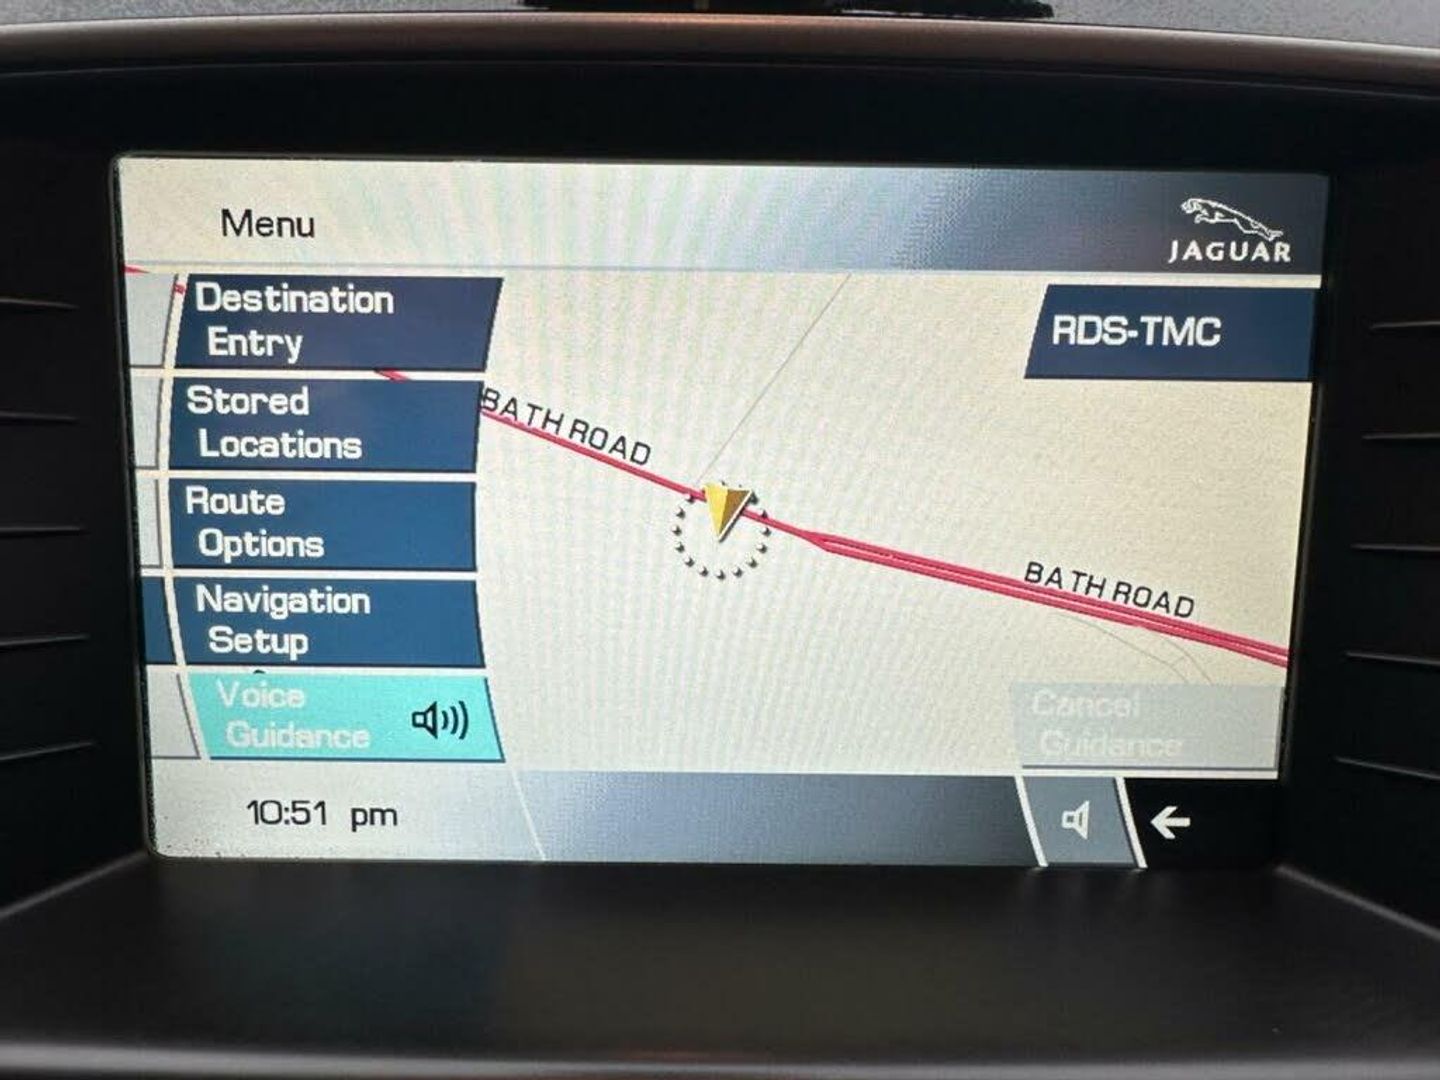 Menu
JAGUAR
Destination
Entry
RDS-TMC
Stored
Locations
BATH ROAD
Route
Options
Navigation
Setup
BATH ROAD
Voice
Guidance
Cancel
Guidance
10:51 pm